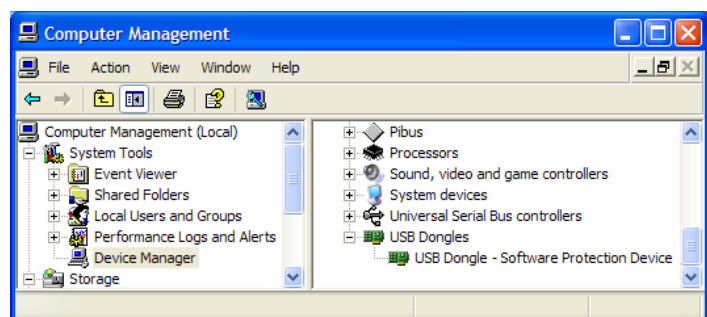 Computer Management
File Action View Window Help
Computer Management (Local)
System Tools
Event Viewer
Shared Folders
Local Users and Groups
Performance Logs and Alerts
Device Manager
Storage
Pibus
Processors
Sound, video and game controllers
System devices
Universal Serial Bus controllers
USB Dongles
USB Dongle - Software Protection Device